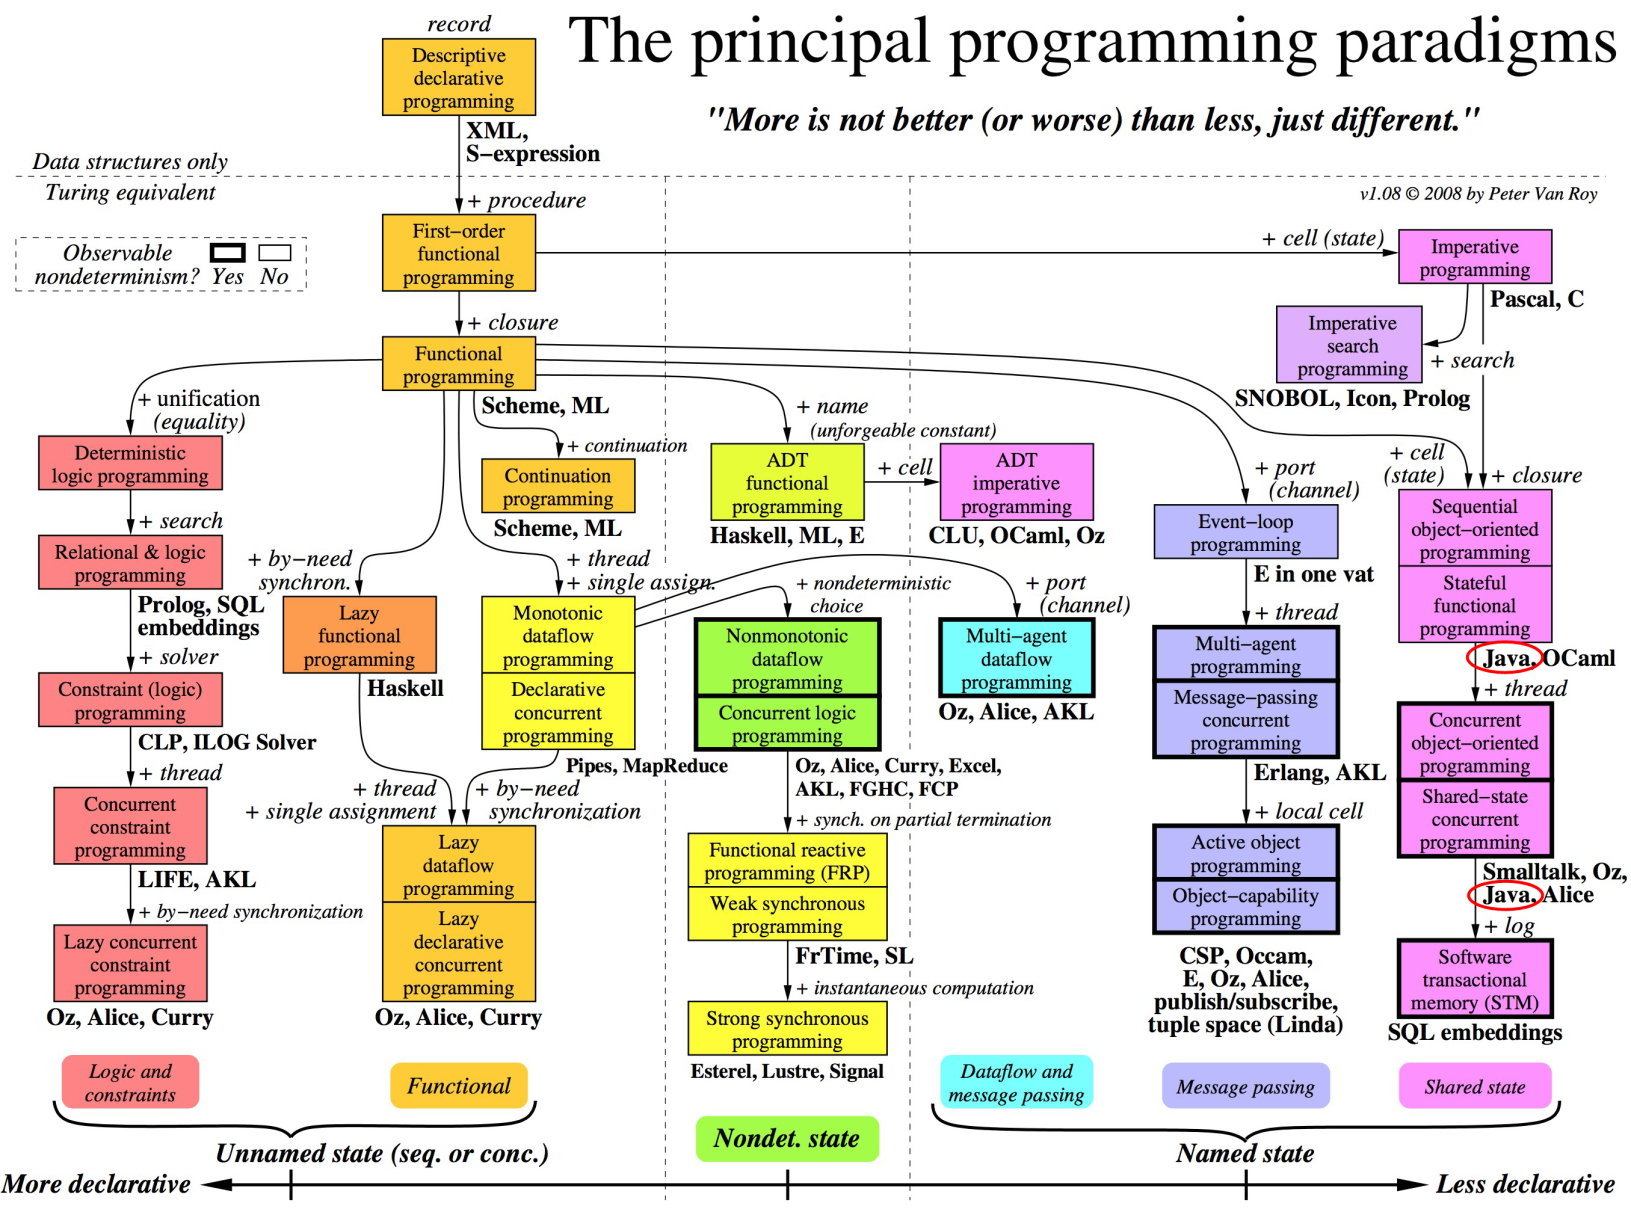 The principal programming paradigms
"More is not better (or worse) than less, just different."
v1.08 © 2008 by Peter Van Roy
record
Descriptive
declarative
programming
XML,
S−expression
Data structures only
Turing equivalent
Observable
nondeterminism? Yes No
+ procedure
First−order
functional
programming
+ cell (state)
Imperative
programming
Pascal, C
Imperative
search
programming
+ search
SNOBOL, Icon, Prolog
+ closure
Functional
programming
Scheme, ML
+ unification
(equality)
Deterministic
logic programming
+ search
Relational & logic
programming
Prolog, SQL
embeddings
+ solver
Constraint (logic)
programming
CLP, ILOG Solver
+ thread
Concurrent
constraint
programming
LIFE, AKL
+ by−need synchronization
Lazy concurrent
constraint
programming
Oz, Alice, Curry
+ continuation
Continuation
programming
Scheme, ML
+ by−need
synchron.
Lazy
functional
programming
Haskell
+ thread
+ single assignment
+ thread
+ single assign.
Monotonic
dataflow
programming
Declarative
concurrent
programming
Pipes, MapReduce
+ by−need
synchronization
Lazy
dataflow
programming
Lazy
declarative
concurrent
programming
Oz, Alice, Curry
+ name
(unforgeable constant)
ADT
functional
programming
Haskell, ML, E
+ cell
ADT
imperative
programming
CLU, OCaml, Oz
+ nondeterministic
choice
Nonmonotonic
dataflow
programming
Concurrent logic
programming
Oz, Alice, Curry, Excel,
AKL, FGHC, FCP
+ synch. on partial termination
Functional reactive
programming (FRP)
Weak synchronous
programming
FrTime, SL
+ instantaneous computation
Strong synchronous
programming
Esterel, Lustre, Signal
+ port
(channel)
Multi−agent
dataflow
programming
Oz, Alice, AKL
+ port
(channel)
Event−loop
programming
E in one vat
+ thread
Multi−agent
programming
Message−passing
concurrent
programming
Erlang, AKL
+ local cell
Active object
programming
Object−capability
programming
CSP, Occam,
E, Oz, Alice,
publish/subscribe,
tuple space (Linda)
+ cell
(state)
+ closure
Sequential
object−oriented
programming
Stateful
functional
programming
Java, OCaml
+ thread
Concurrent
object−oriented
programming
Shared−state
concurrent
programming
Smalltalk, Oz,
Java, Alice
+ log
Software
transactional
memory (STM)
SQL embeddings
Logic and
constraints
Functional
Unnamed state (seq. or conc.)
Nondet. state
Dataflow and
message passing
Message passing
Shared state
Named state
More declarative
Less declarative